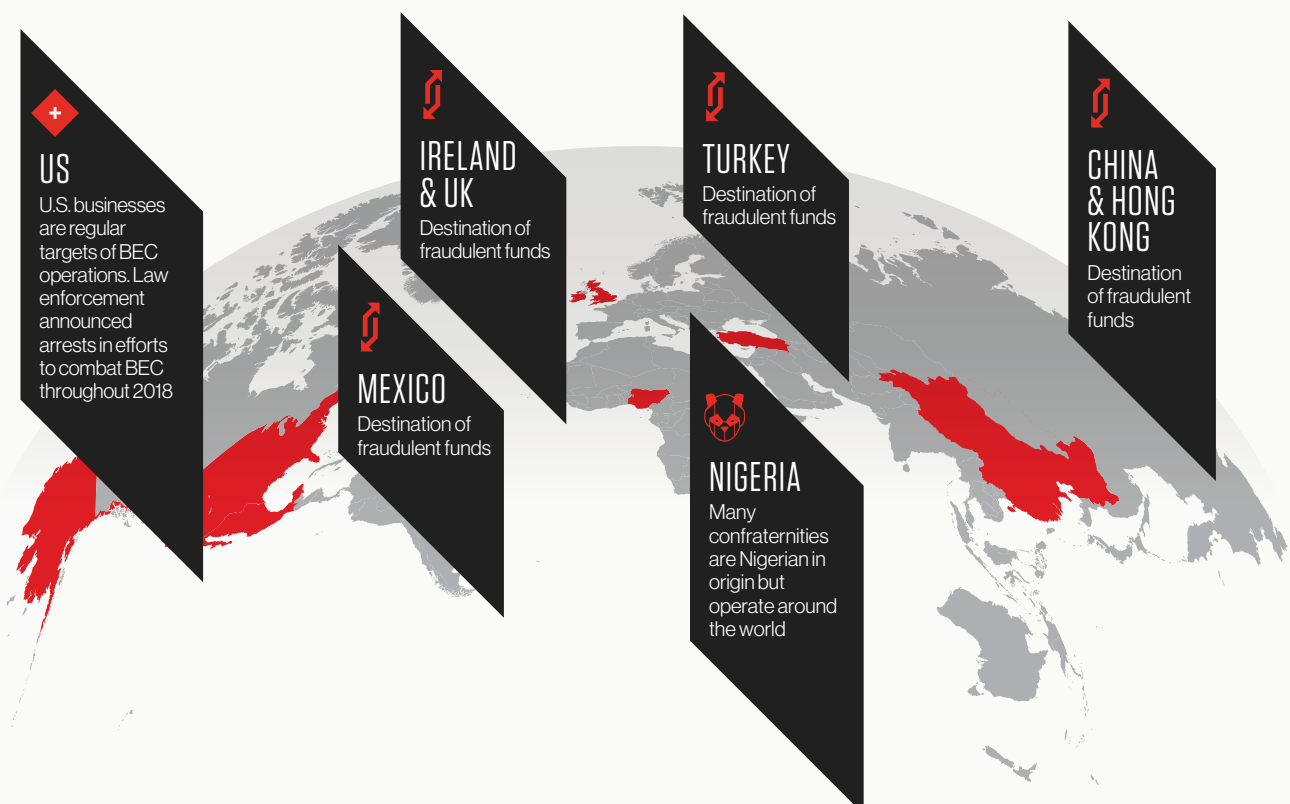 US
U.S. businesses
are regular
targets of BEC
operations. Law
enforcement
announced
arrests in efforts
to combat BEC
throughout 2018
IRELAND
& UK
Destination of
fraudulent funds
MEXICO
Destination of
fraudulent funds
TURKEY
Destination of
fraudulent funds
NIGERIA
Many
confraternities
are Nigerian in
origin but
operate around
the world
CHINA
& HONG
KONG
Destination
of fraudulent
funds